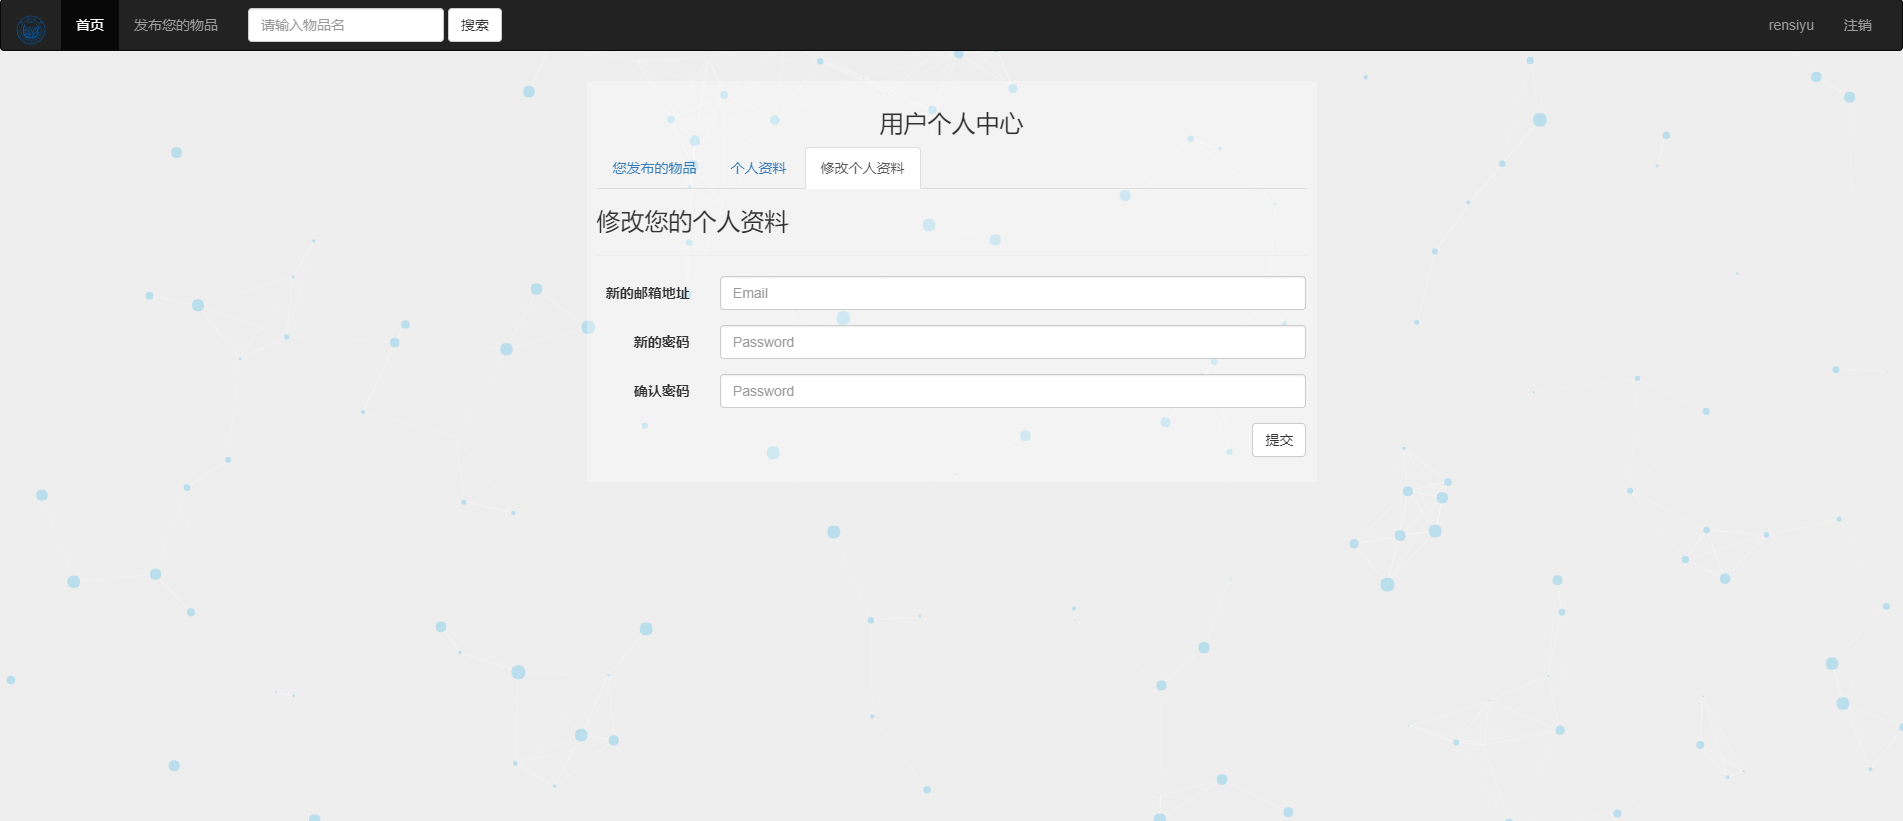 首页 发布您的物品 请输入物品名 搜索 rensiyu 注销
用户个人中心
您发布的物品 个人资料 修改个人资料
修改您的个人资料
新的邮箱地址 Email
新的密码 Password
确认密码 Password
提交